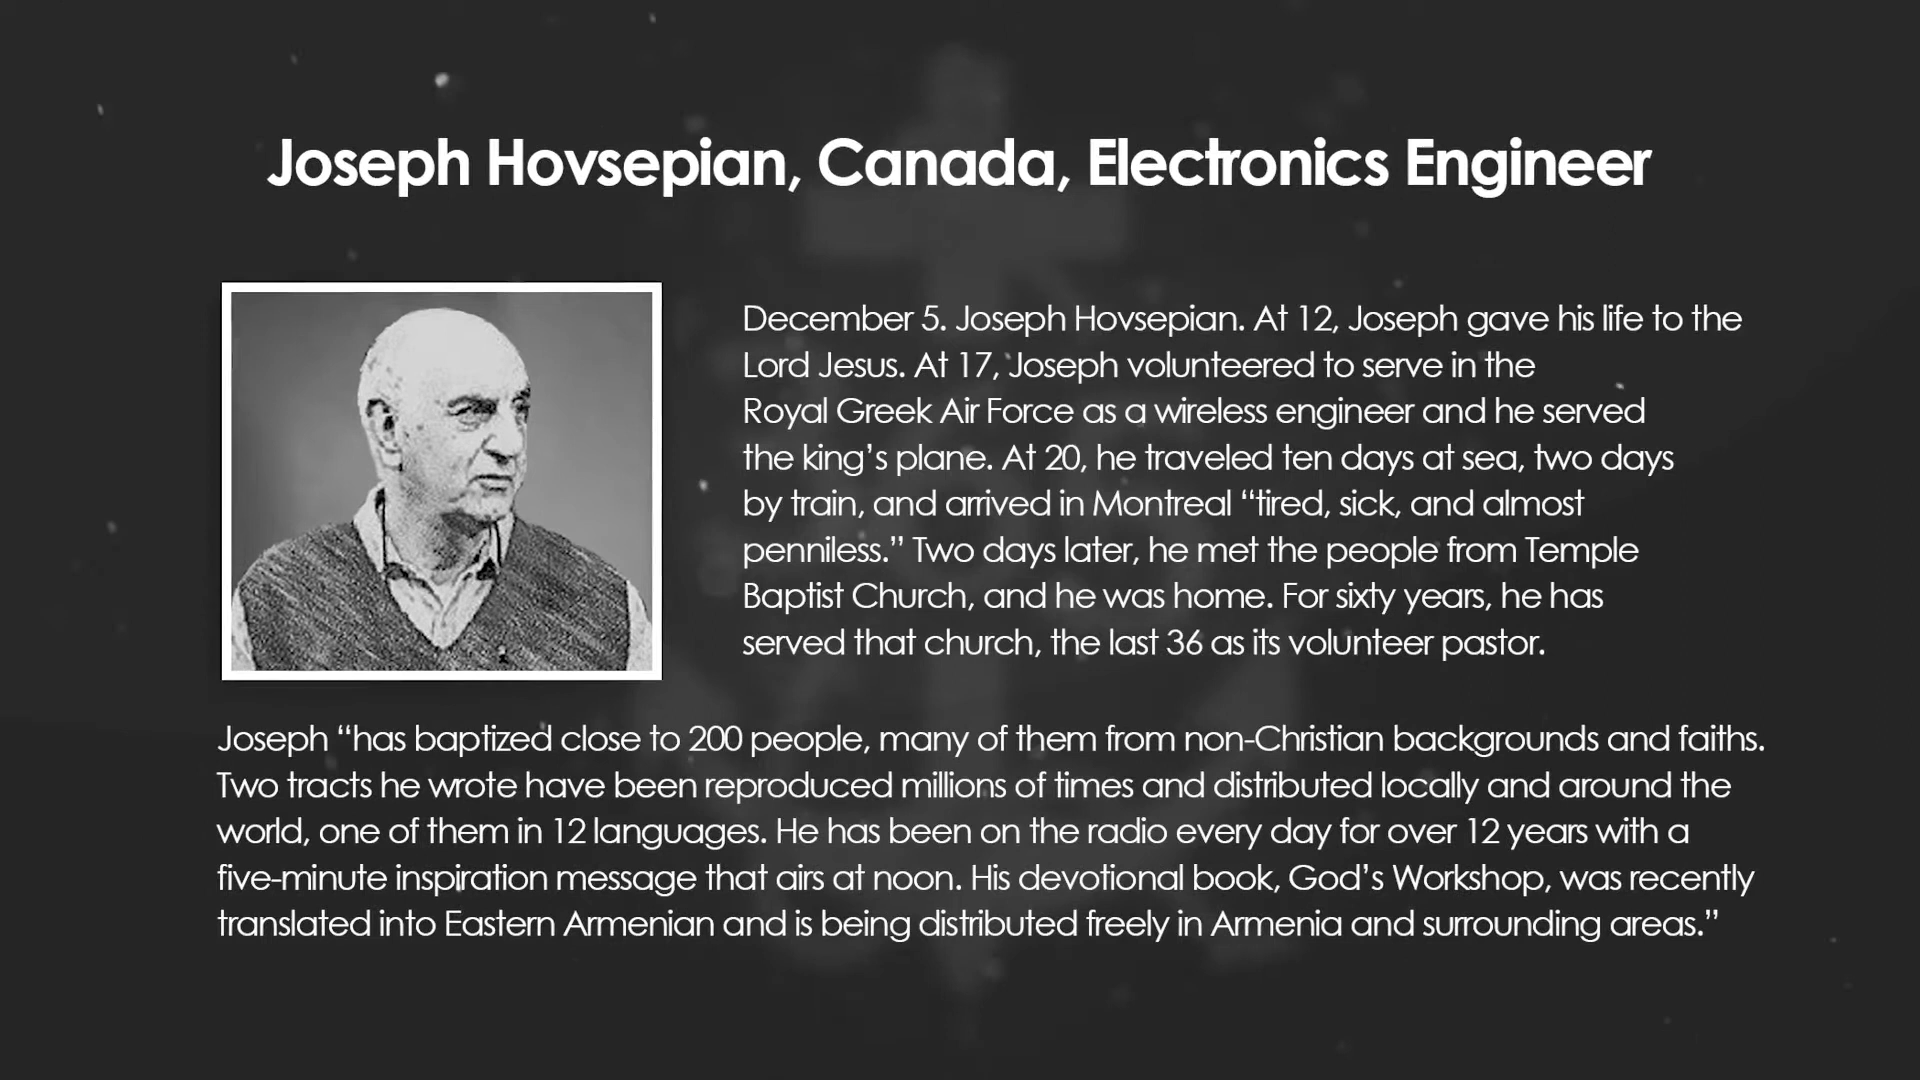 Joseph Hovsepian, Canada, Electronics Engineer
December 5. Joseph Hovsepian. At 12, Joseph gave his life to the
Lord Jesus. At 17, Joseph volunteered to serve in the
Royal Greek Air Force as a wireless engineer and he served
the king’s plane. At 20, he traveled ten days at sea, two days
by train, and arrived in Montreal “tired, sick, and almost
penniless.” Two days later, he met the people from Temple
Baptist Church, and he was home. For sixty years, he has
served that church, the last 36 as its volunteer pastor.
Joseph “has baptized close to 200 people, many of them from non-Christian backgrounds and faiths.
Two tracts he wrote have been reproduced millions of times and distributed locally and around the
world, one of them in 12 languages. He has been on the radio every day for over 12 years with a
five-minute inspiration message that airs at noon. His devotional book, God’s Workshop, was recently
translated into Eastern Armenian and is being distributed freely in Armenia and surrounding areas.”